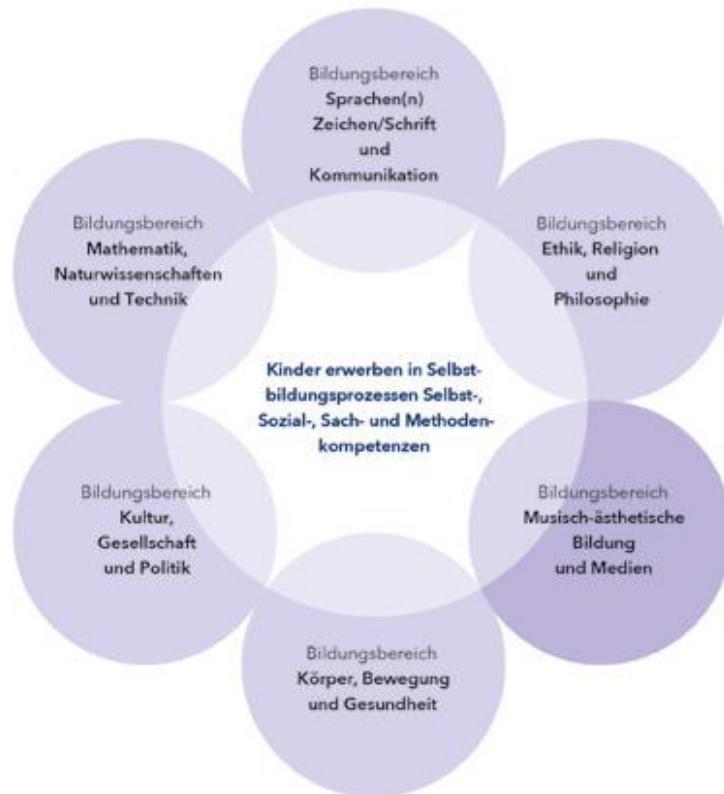 Bildungsbereich
Sprachen(n)
Zeichen/Schrift
und
Kommunikation
Bildungsbereich
Mathematik,
Naturwissenschaften
und Technik
Bildungsbereich
Ethik, Religion
und
Philosophie
Kinder erwerben in Selbst-
bildungsprozessen Selbst-,
Sozial-, Sach- und Methoden-
kompetenzen
Bildungsbereich
Kultur,
Gesellschaft
und Politik
Bildungsbereich
Musisch-ästhetische
Bildung
und Medien
Bildungsbereich
Körper, Bewegung
und Gesundheit